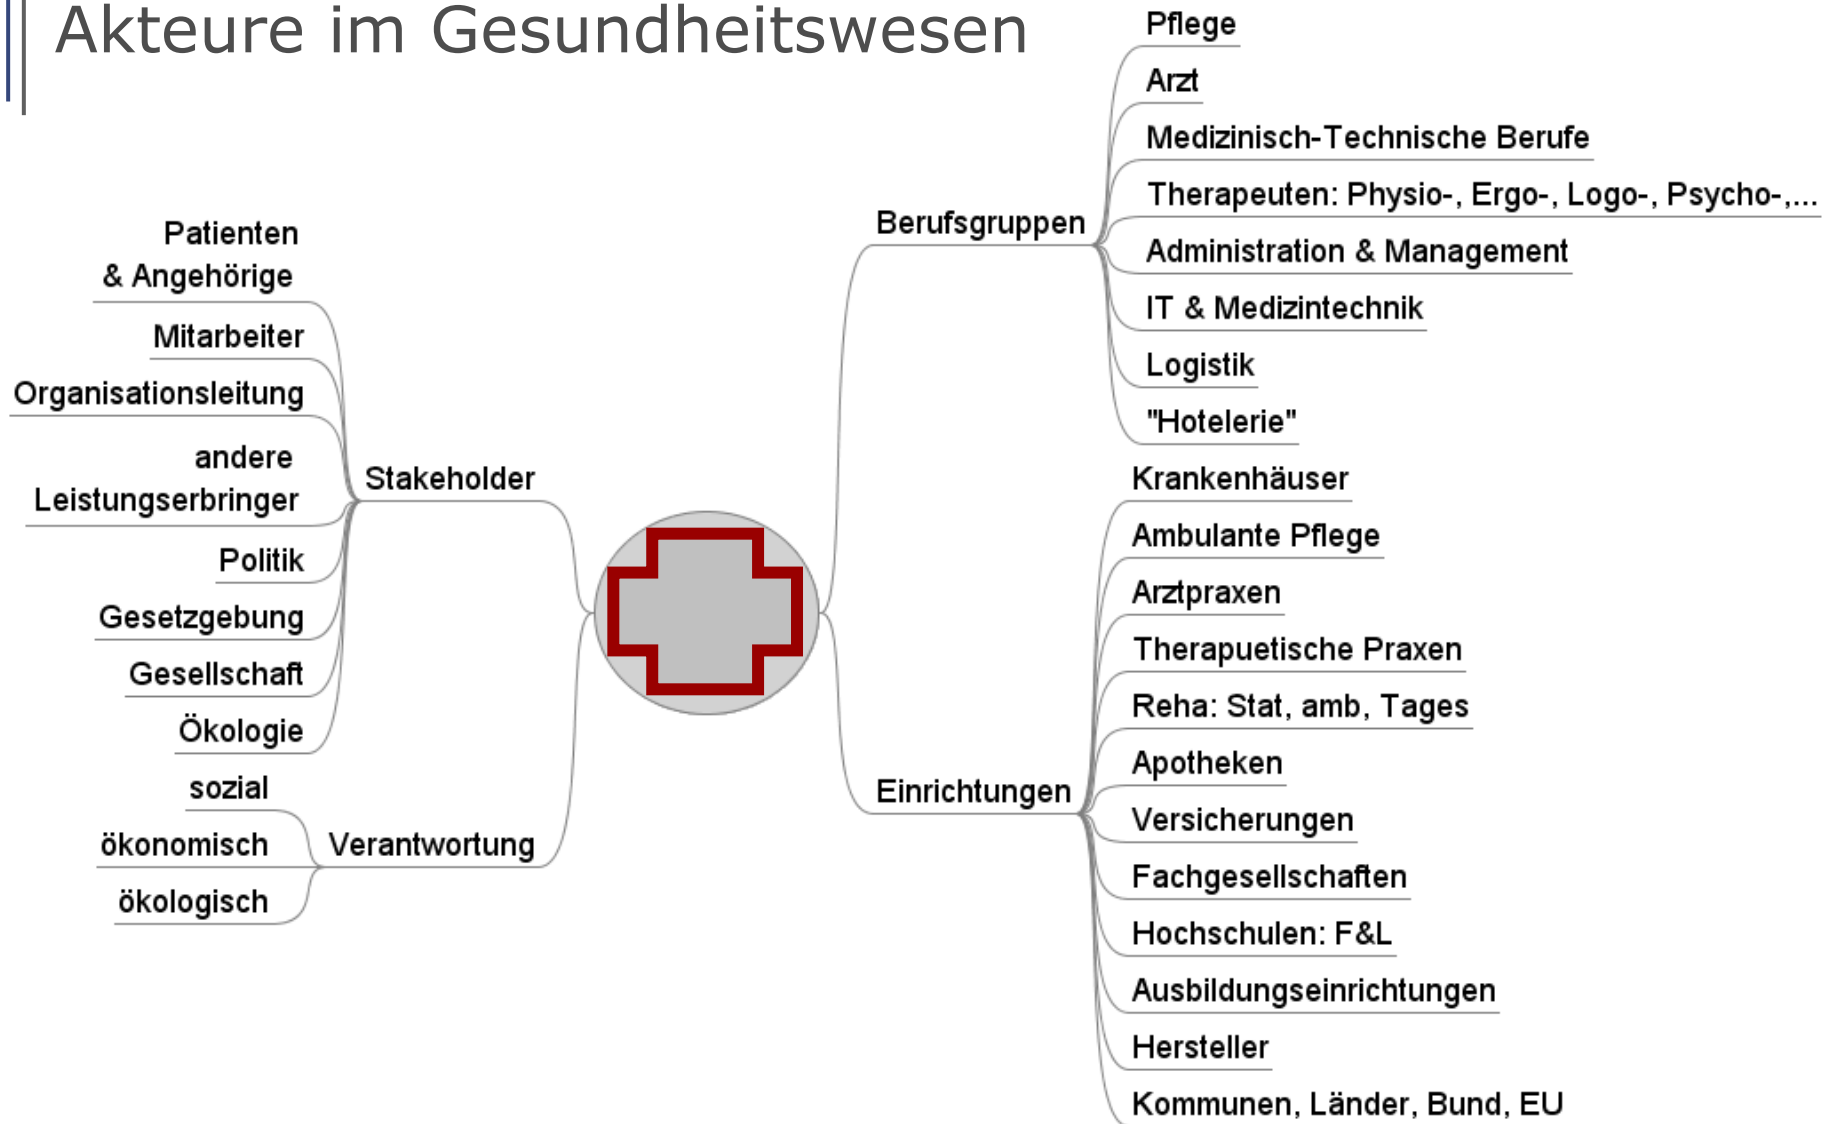 Akteure im Gesundheitswesen
Patienten
& Angehörige
Mitarbeiter
Organisationsleitung
andere
Leistungserbringer
Politik
Gesetzgebung
Gesellschaft
Ökologie
Stakeholder
sozial
ökonomisch
ökologisch
Verantwortung
Berufsgruppen
Pflege
Arzt
Medizinisch-Technische Berufe
Therapeuten: Physio-, Ergo-, Logo-, Psycho-,...
Administration & Management
IT & Medizintechnik
Logistik
"Hotelerie"
Einrichtungen
Krankenhäuser
Ambulante Pflege
Arztpraxen
Therapuetische Praxen
Reha: Stat, amb, Tages
Apotheken
Versicherungen
Fachgesellschaften
Hochschulen: F&L
Ausbildungseinrichtungen
Hersteller
Kommunen, Länder, Bund, EU